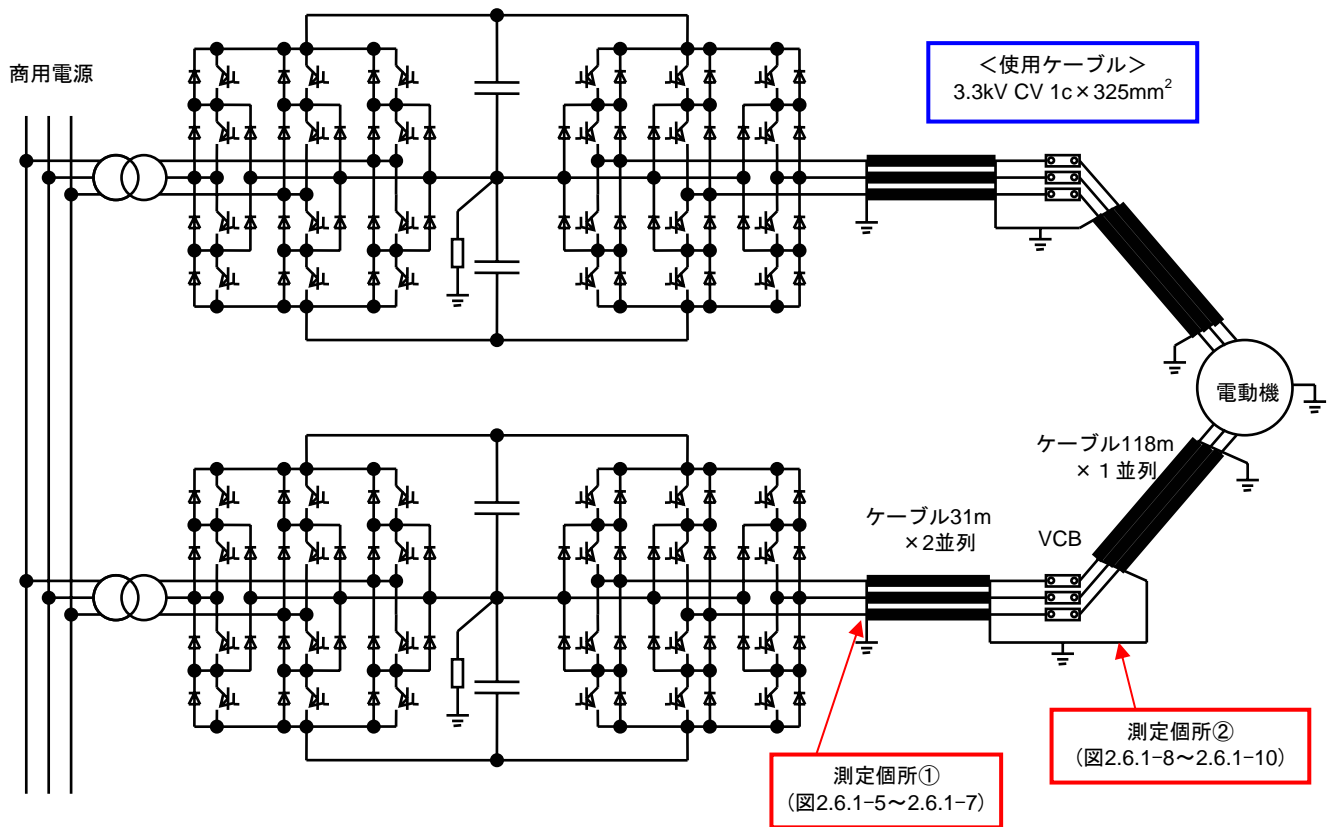 商用電源
＜使用ケーブル＞
3.3kV CV 1c×325mm²
電動機
ケーブル118m
×1並列
ケーブル31m
×2並列
VCB
測定個所①
（図2.6.1-5～2.6.1-7）
測定個所②
（図2.6.1-8～2.6.1-10）